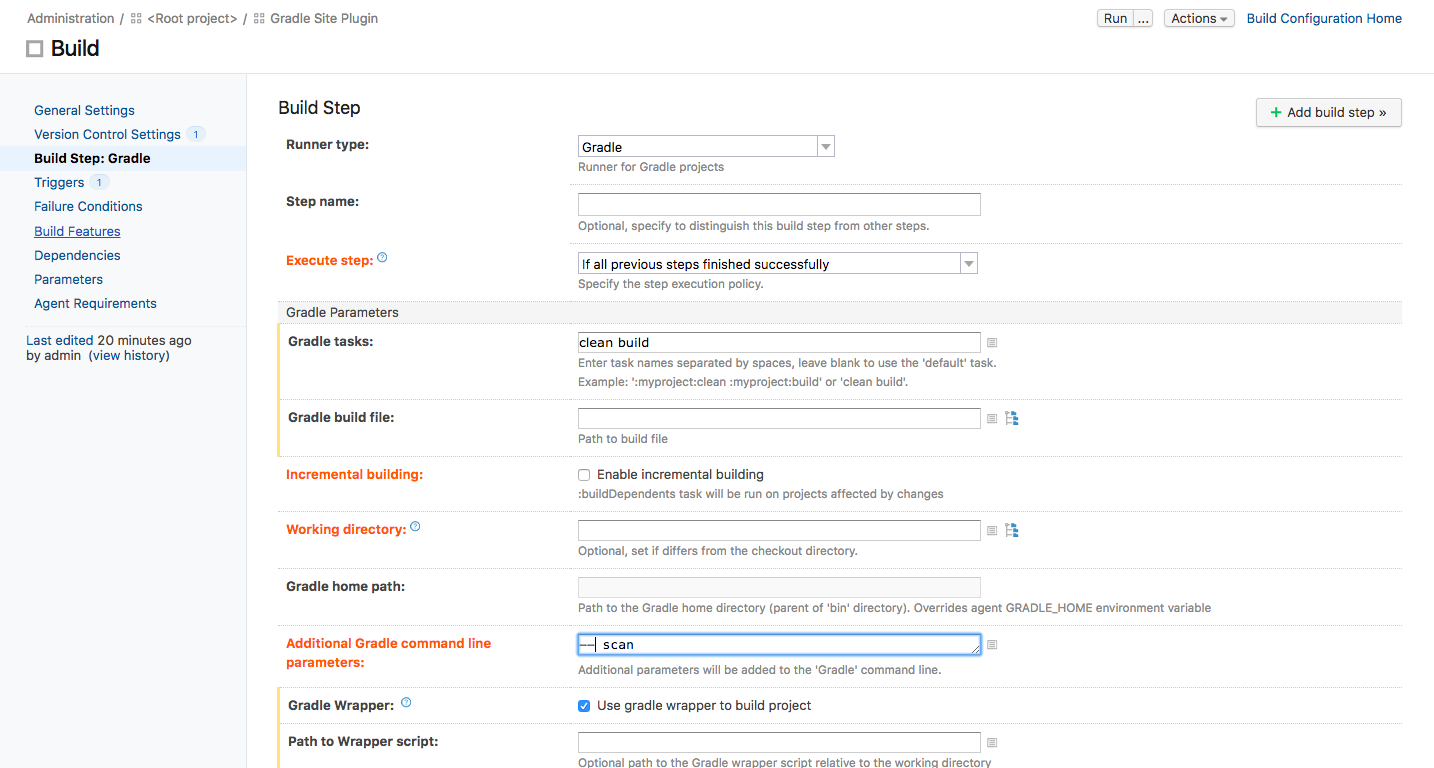 Administration / <Root project> / Gradle Site Plugin
Run ... Actions Build Configuration Home
Build
General Settings
Version Control Settings 1
Build Step: Gradle
Triggers 1
Failure Conditions
Build Features
Dependencies
Parameters
Agent Requirements
Last edited 20 minutes ago
by admin (view history)
Build Step
+ Add build step »
Runner type:
Gradle
Runner for Gradle projects
Step name:
Optional, specify to distinguish this build step from other steps.
Execute step: ?
If all previous steps finished successfully
Specify the step execution policy.
Gradle Parameters
Gradle tasks:
clean build
Enter task names separated by spaces, leave blank to use the 'default' task.
Example: ':myproject:clean :myproject:build' or 'clean build'.
Gradle build file:
Path to build file
Incremental building:
Enable incremental building
:buildDependents task will be run on projects affected by changes
Working directory: ?
Optional, set if differs from the checkout directory.
Gradle home path:
Path to the Gradle home directory (parent of 'bin' directory). Overrides agent GRADLE_HOME environment variable
Additional Gradle command line
parameters:
—— scan
Additional parameters will be added to the 'Gradle' command line.
Gradle Wrapper: ?
Use gradle wrapper to build project
Path to Wrapper script:
Optional path to the Gradle wrapper script relative to the working directory